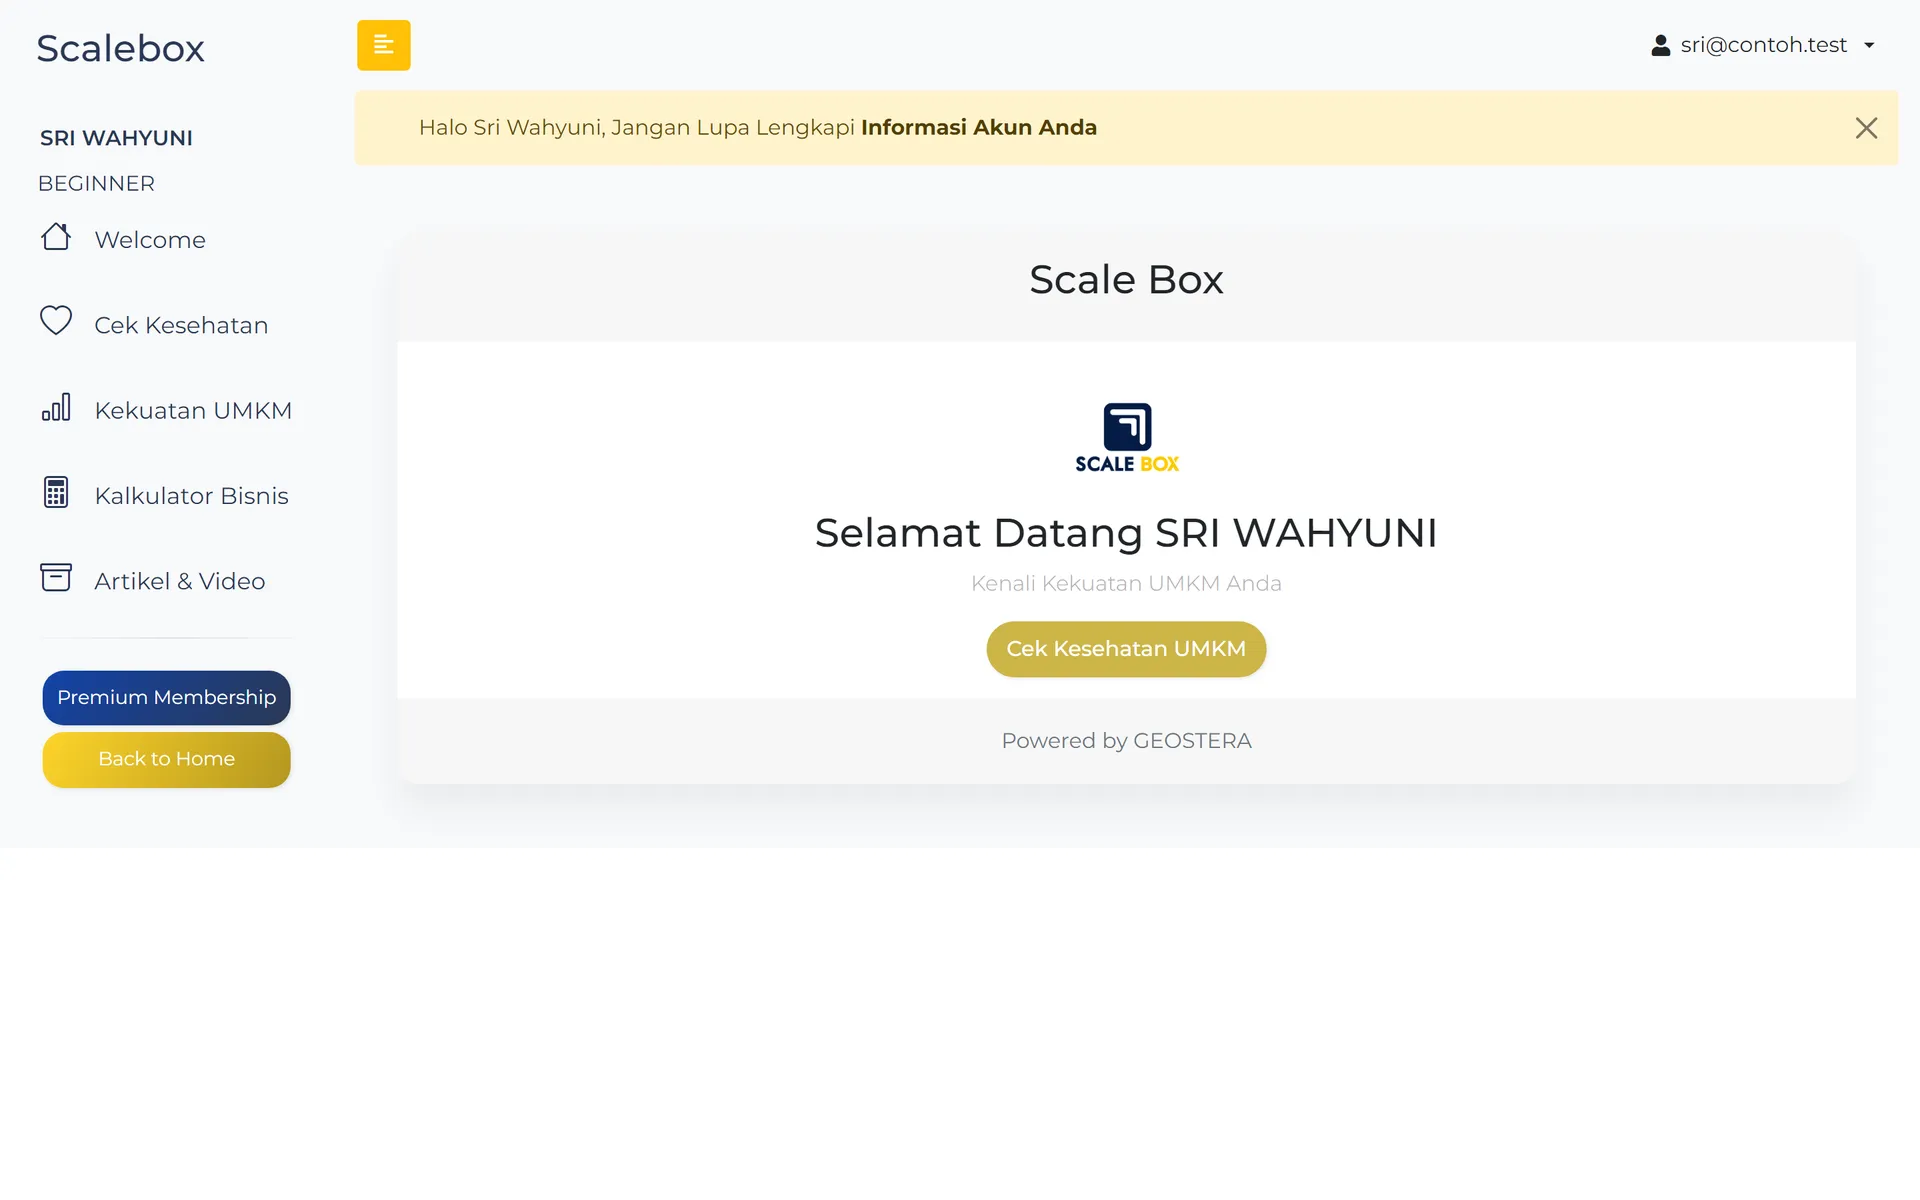 Scalebox
sri@contoh.test
Halo Sri Wahyuni, Jangan Lupa Lengkapi Informasi Akun Anda
SRI WAHYUNI
BEGINNER
Welcome
Cek Kesehatan
Kekuatan UMKM
Kalkulator Bisnis
Artikel & Video
Premium Membership
Back to Home
Scale Box
SCALE BOX
Selamat Datang SRI WAHYUNI
Kenali Kekuatan UMKM Anda
Cek Kesehatan UMKM
Powered by GEOSTERA